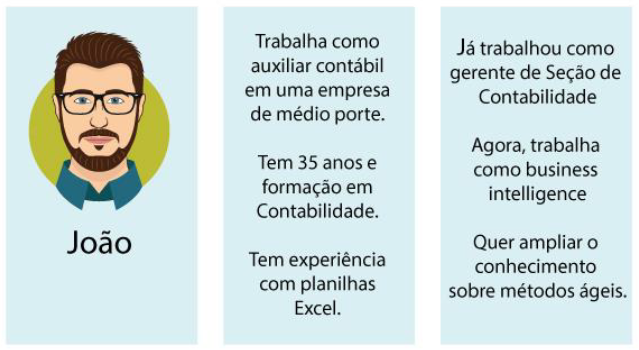 João
Trabalha como
auxiliar contábil
em uma empresa
de médio porte.
Tem 35 anos e
formação em
Contabilidade.
Tem experiência
com planilhas
Excel.
Já trabalhou como
gerente de Seção de
Contabilidade
Agora, trabalha
como business
intelligence
Quer ampliar o
conhecimento
sobre métodos ágeis.